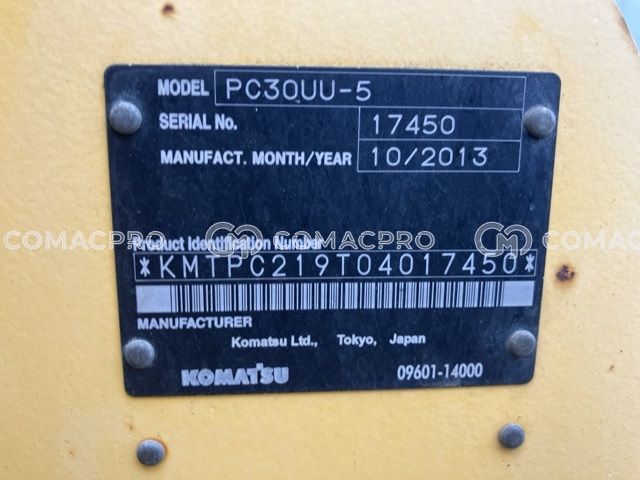 MODEL PC30UU-5
SERIAL No. 17450
MANUFACT. MONTH/YEAR 10/2013
COMACPRO COMACPRO COMACPRO
Product Identification Number
*KMTPC219T04017450*
MANUFACTURER
Komatsu Ltd., Tokyo, Japan
KOMATSU 09601-14000